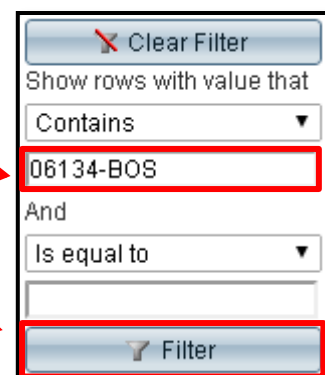 Clear Filter
Show rows with value that
Contains
06134-BOS
And
Is equal to
Filter